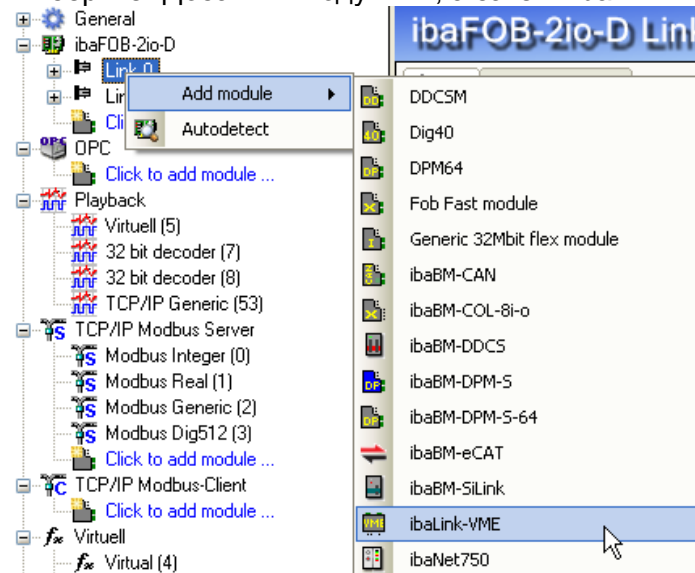 General
ibaFOB-2io-D
Link 0
OPC
Click to add module ...
Playback
Virtuell (5)
32 bit decoder (7)
32 bit decoder (8)
TCP/IP Generic (53)
TCP/IP Modbus Server
Modbus Integer (0)
Modbus Real (1)
Modbus Generic (2)
Modbus Dig512 (3)
Click to add module ...
TCP/IP Modbus-Client
Click to add module ...
Virtuell
Virtual (4)
Add module
Autodetect
ibaFOB-2io-D Link
DDCSM
Dig40
DPM64
Fob Fast module
Generic 32Mbit flex module
ibaBM-CAN
ibaBM-COL-8i-o
ibaBM-DDCS
ibaBM-DPM-S
ibaBM-DPM-S-64
ibaBM-eCAT
ibaBM-SiLink
ibaLink-VME
ibaNet750